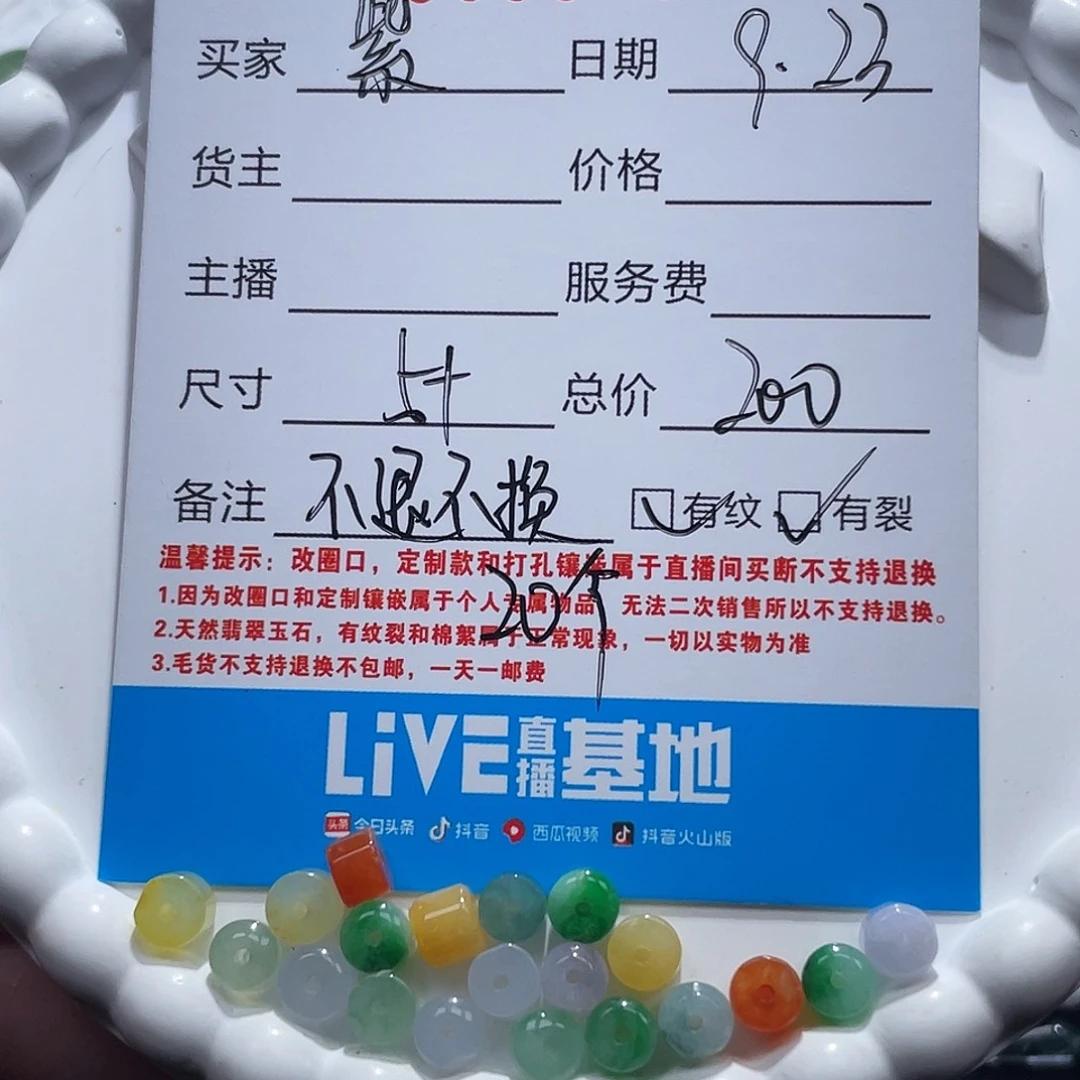 买家 日期 9.23
货主 价格
主播 服务费
尺寸 总价 200
备注 不退不换 有纹 有裂
温馨提示：改圈口，定制款和打孔镶嵌属于直播间买断不支持退换
20个
1.因为改圈口和定制镶嵌属于个人专属物品 无法二次销售所以不支持退换。
2.天然翡翠玉石，有纹裂和棉絮属于正常现象，一切以实物为准
3.毛货不支持退换不包邮，一天一邮费
LiVE 直播 基地
头条 今日头条 抖音 西瓜视频 抖音火山版